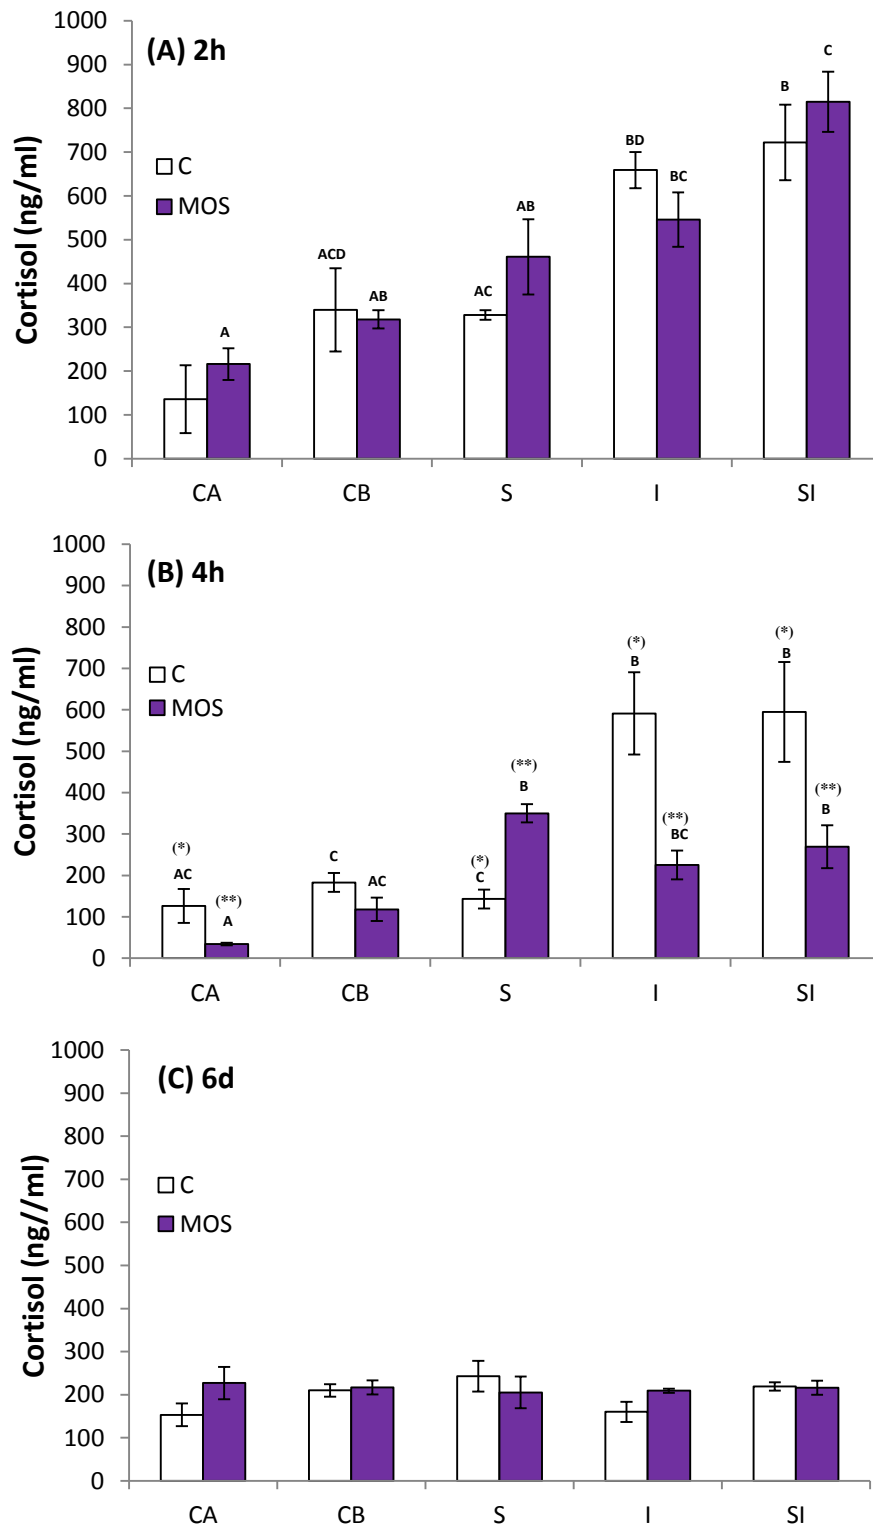 1000
(A) 2h
900
C
800
B
700
C
BD
BC
MOS
600
AB
500
ACD
AB
AC
400
A
300
200
100
0
Cortisol (ng/ml)
CA CB S I SI
1000
(B) 4h
900
800
(*) (*)
700
C
B B
MOS
600
500
(**) (**)
400
B (**) B
300
(*) (*) BC
AC (**) C AC C
200
A
100
0
Cortisol (ng/ml)
CA CB S I SI
1000
(C) 6d
900
800
700
C
600
MOS
500
400
300
200
100
0
Cortisol (ng//ml)
CA CB S I SI